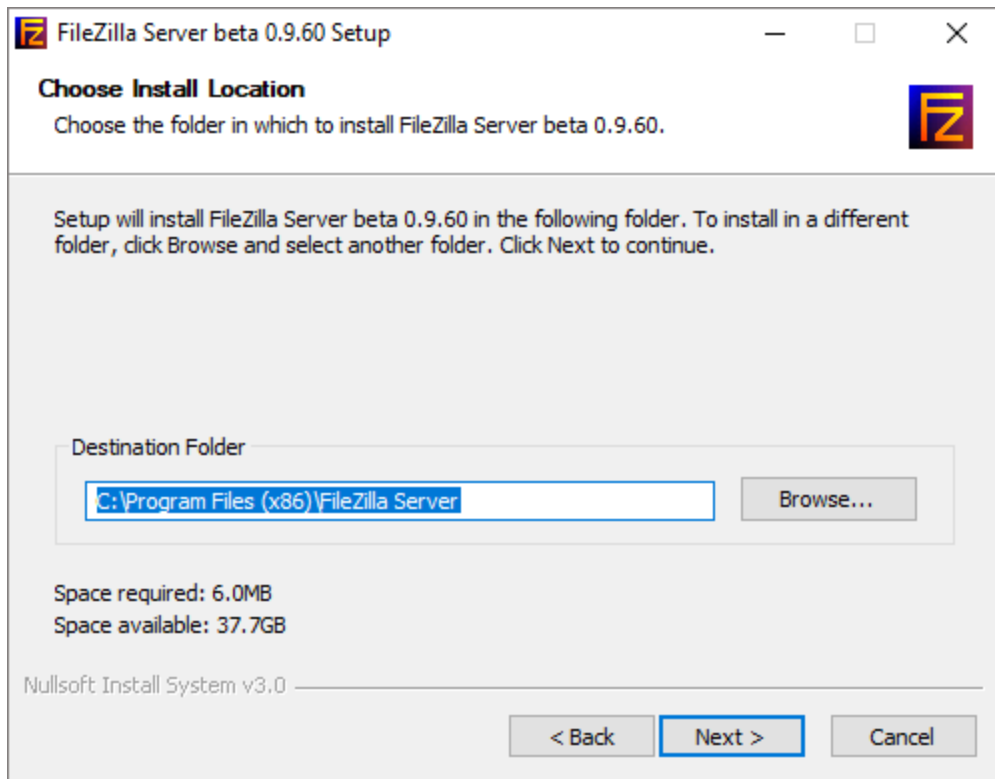 FileZilla Server beta 0.9.60 Setup
Choose Install Location
Choose the folder in which to install FileZilla Server beta 0.9.60.
FZ
Setup will install FileZilla Server beta 0.9.60 in the following folder. To install in a different
folder, click Browse and select another folder. Click Next to continue.
Destination Folder
C:\Program Files (x86)\FileZilla Server
Browse...
Space required: 6.0MB
Space available: 37.7GB
Nullsoft Install System v3.0
< Back
Next >
Cancel